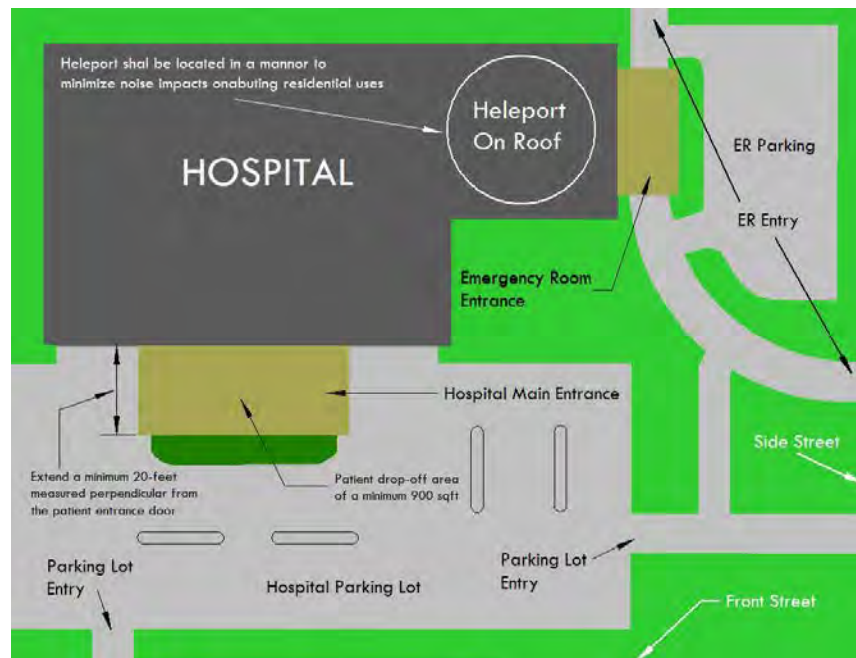 Heleport shal be located in a mannor to
minimize noise impacts onabuting residential uses
Heleport
On Roof
HOSPITAL
ER Parking
ER Entry
Emergency Room
Entrance
Hospital Main Entrance
Side Street
Extend a minimum 20-feet
measured perpendicular from
the patient entrance door
Patient drop-off area
of a minimum 900 sqft
Parking Lot
Entry
Hospital Parking Lot
Parking Lot
Entry
Front Street